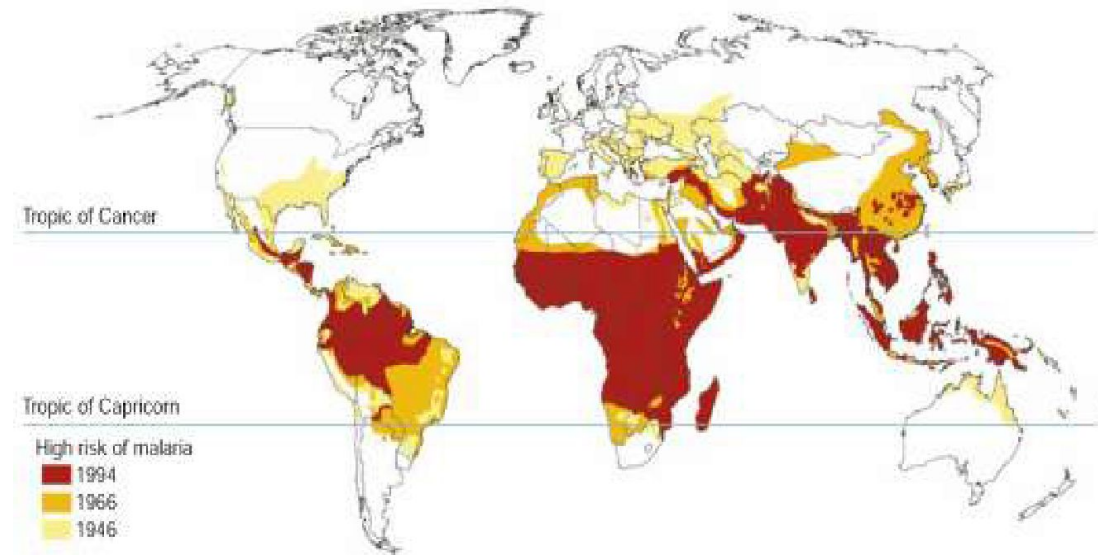 Tropic of Cancer
Tropic of Capricorn
High risk of malaria
1994
1966
1946